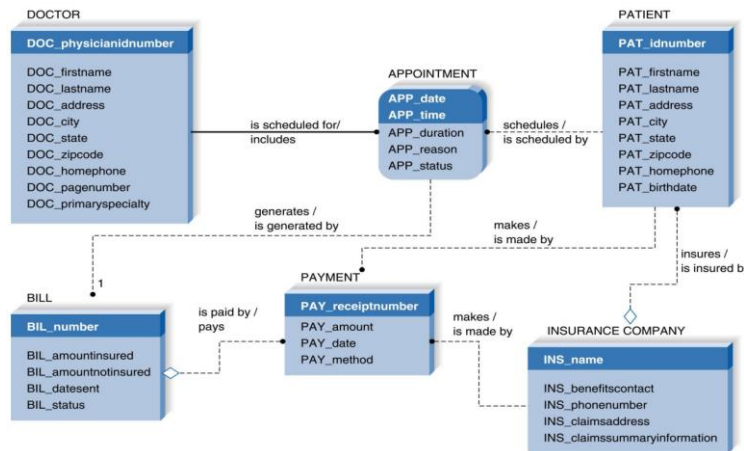 DOCTOR
DOC_physicianidnumber
DOC_firstname
DOC_lastname
DOC_address
DOC_city
DOC_state
DOC_zipcode
DOC_homephone
DOC_pagenumber
DOC_primaryspecialty
is scheduled for/
includes
APPOINTMENT
APP_date
APP_time
APP_duration
APP_reason
APP_status
schedules /
is scheduled by
PATIENT
PAT_idnumber
PAT_firstname
PAT_lastname
PAT_address
PAT_city
PAT_state
PAT_zipcode
PAT_homephone
PAT_birthdate
generates /
is generated by
1
makes /
is made by
insures /
is insured b
BILL
BIL_number
BIL_amountinsured
BIL_amountnotinsured
BIL_datesent
BIL_status
is paid by /
pays
PAYMENT
PAY_receiptnumber
PAY_amount
PAY_date
PAY_method
makes /
is made by
INSURANCE COMPANY
INS_name
INS_benefitscontact
INS_phonenumber
INS_claimsaddress
INS_claimssummaryinformation